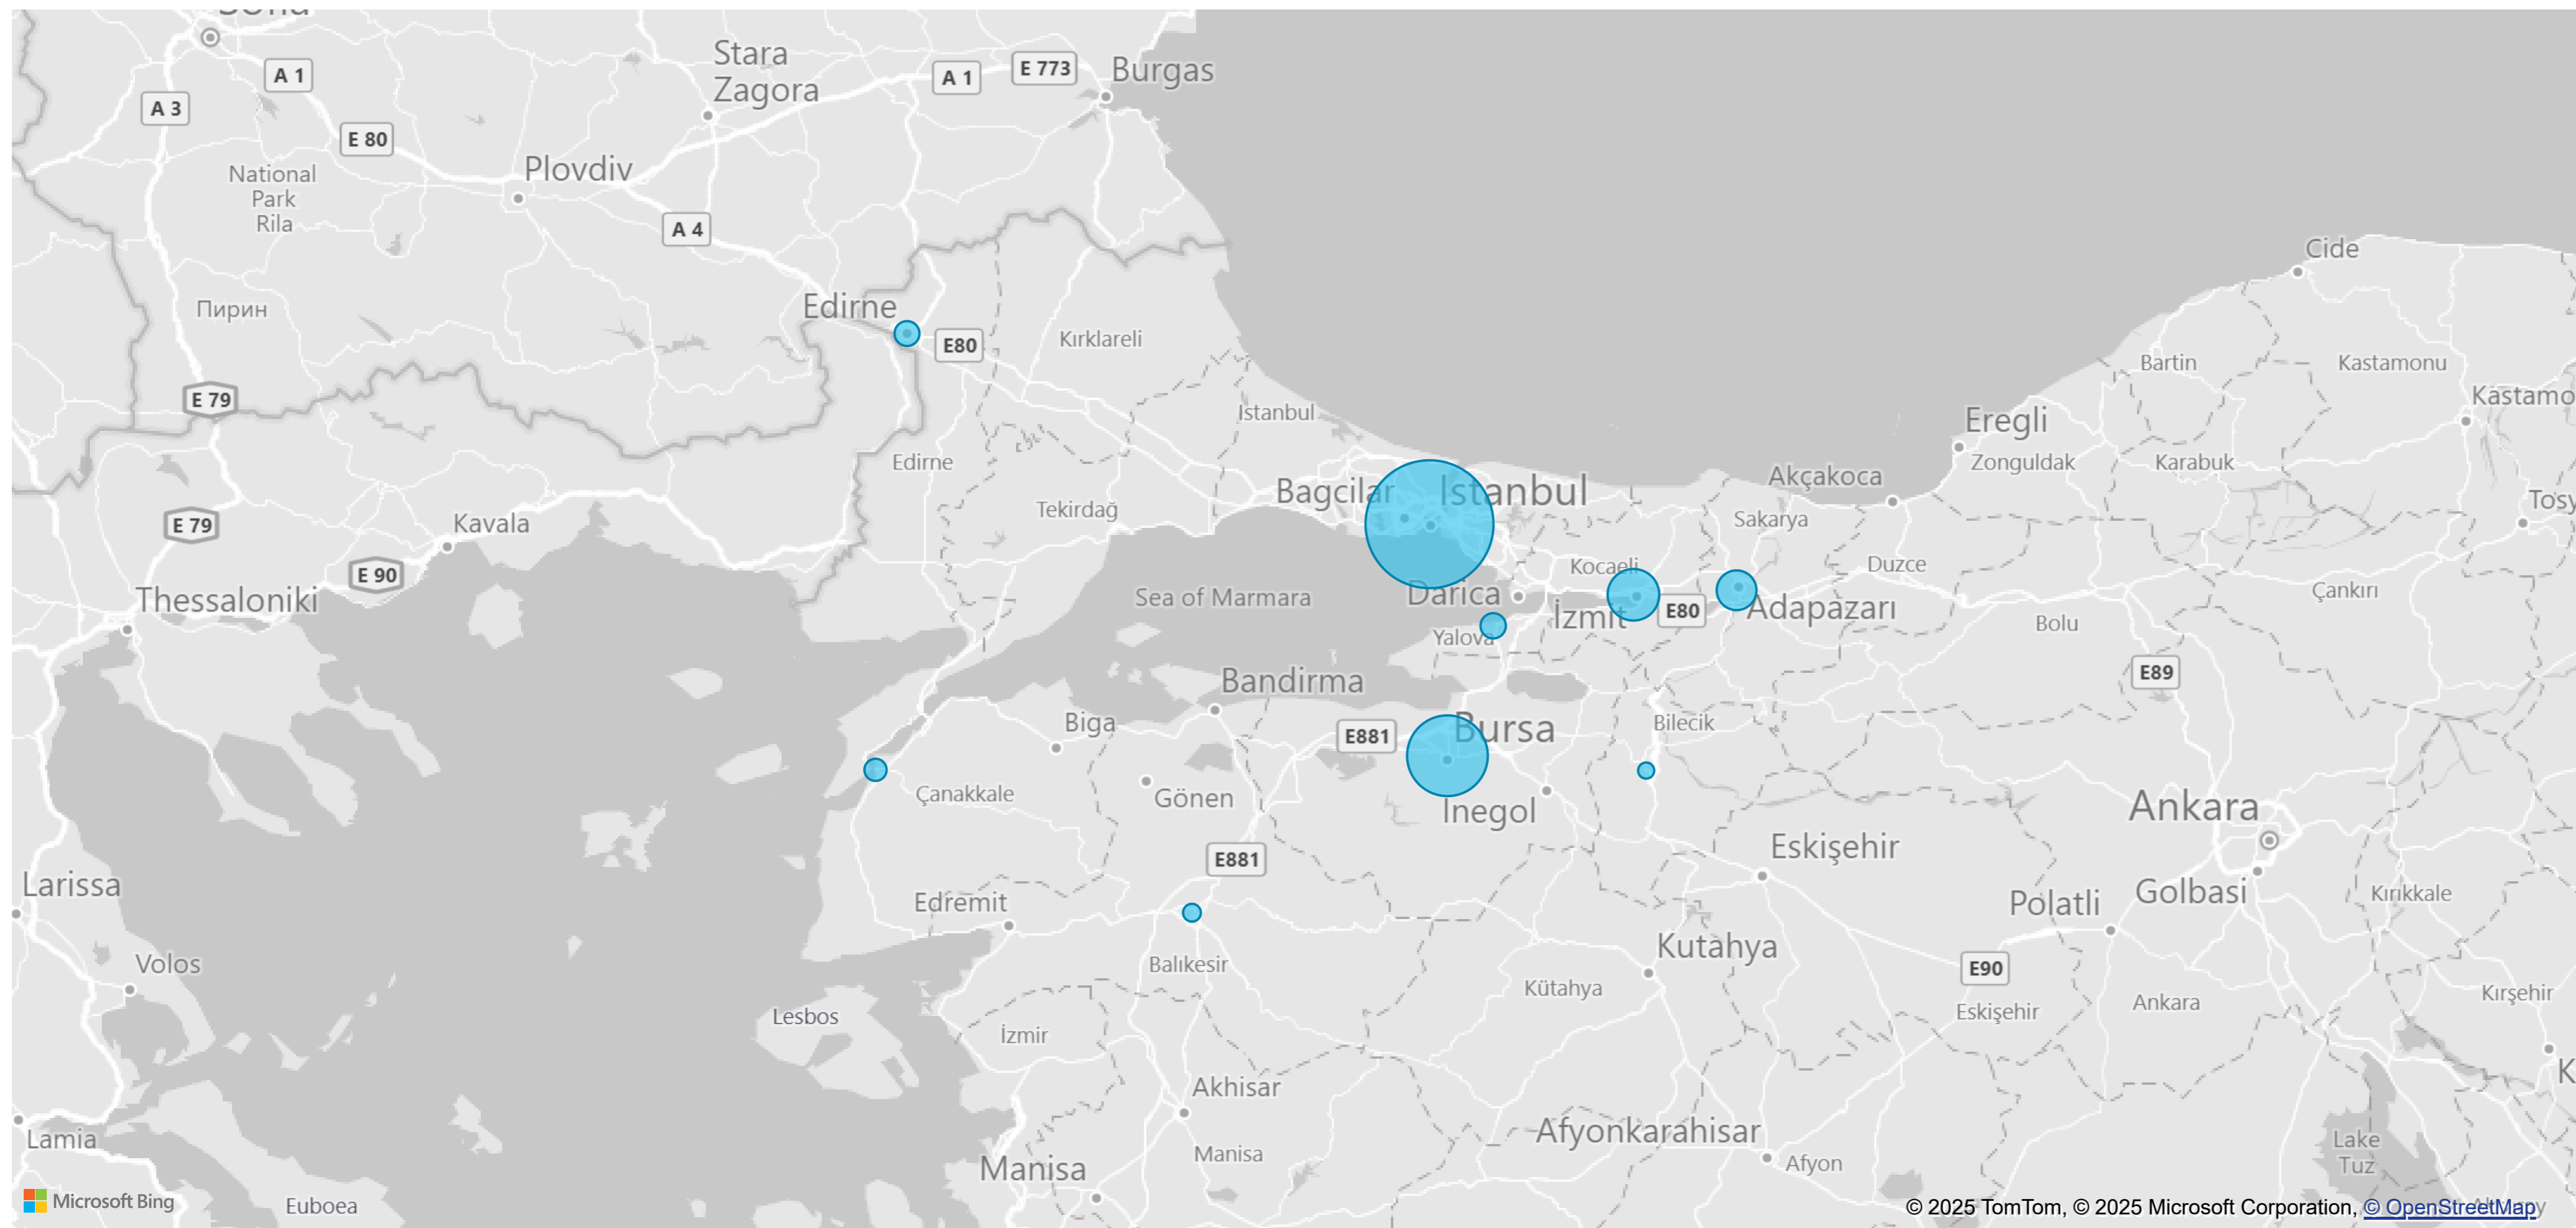 Sofia
A 1
A 3
E 80
National
Park
Rila
Plovdiv
Stara
Zagora
A 1
E 773
Burgas
A 4
Пирин
Edirne
E80
Kırklareli
E 79
Istanbul
Edirne
Tekirdağ
Bagcilar
Istanbul
Cide
Bartin
Kastamonu
Kastamo
Eregli
Zonguldak
Karabuk
Akçakoca
Sakarya
Tosy
E 79
Kavala
E 90
Thessaloniki
Sea of Marmara
Darica
Kocaeli
İzmit
E80
Adapazarı
Duzce
Bolu
Çankırı
Yalova
Bandirma
Biga
E881
Bursa
Bilecik
E89
Çanakkale
Gönen
Inegol
Ankara
E881
Eskişehir
Larissa
Edremit
Polatli
Golbasi
Kırıkkale
Volos
Balıkesir
Kutahya
E90
Kütahya
Eskişehir
Ankara
Kırşehir
Lesbos
İzmir
K
Akhisar
Lamia
Manisa
Afyonkarahisar
Lake
Tuz
Manisa
Afyon
Microsoft Bing
Euboea
© 2025 TomTom, © 2025 Microsoft Corporation, © OpenStreetMap